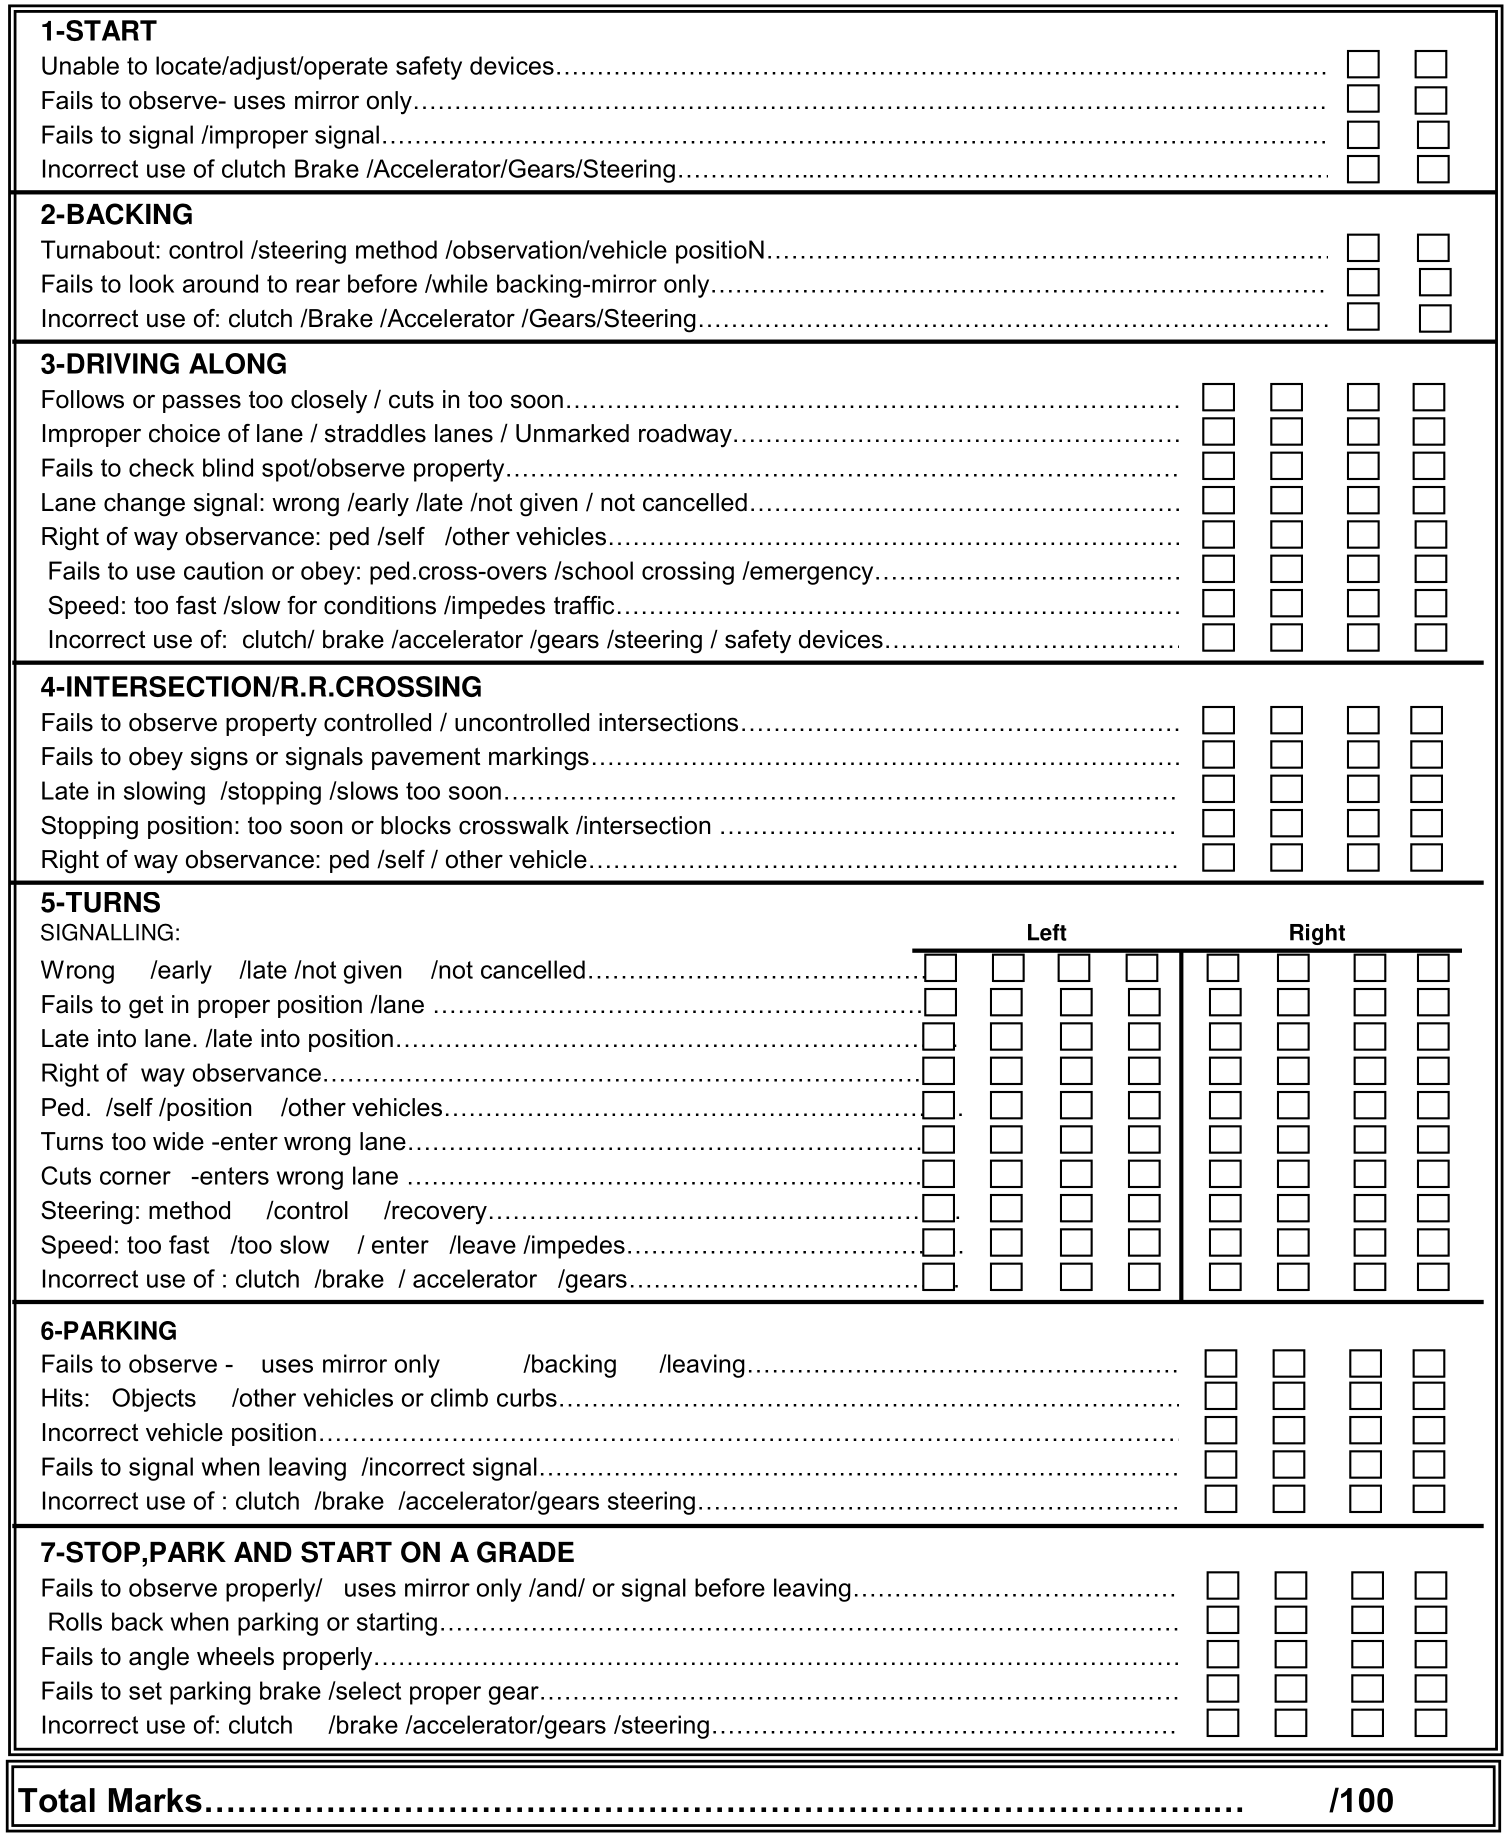 1-START
Unable to locate/adjust/operate safety devices
Fails to observe- uses mirror only
Fails to signal /improper signal
Incorrect use of clutch Brake /Accelerator/Gears/Steering
2-BACKING
Turnabout: control /steering method /observation/vehicle positioN
Fails to look around to rear before /while backing-mirror only
Incorrect use of: clutch /Brake /Accelerator /Gears/Steering
3-DRIVING ALONG
Follows or passes too closely / cuts in too soon
Improper choice of lane / straddles lanes / Unmarked roadway
Fails to check blind spot/observe property
Lane change signal: wrong /early /late /not given / not cancelled
Right of way observance: ped /self /other vehicles
Fails to use caution or obey: ped.cross-overs /school crossing /emergency
Speed: too fast /slow for conditions /impedes traffic
Incorrect use of: clutch/ brake /accelerator /gears /steering / safety devices
4-INTERSECTION/R.R.CROSSING
Fails to observe property controlled / uncontrolled intersections
Fails to obey signs or signals pavement markings
Late in slowing /stopping /slows too soon
Stopping position: too soon or blocks crosswalk /intersection
Right of way observance: ped /self / other vehicle
5-TURNS
SIGNALLING: Left Right
Wrong /early /late /not given /not cancelled
Fails to get in proper position /lane
Late into lane. /late into position
Right of way observance
Ped. /self /position /other vehicles
Turns too wide -enter wrong lane
Cuts corner -enters wrong lane
Steering: method /control /recovery
Speed: too fast /too slow / enter /leave /impedes
Incorrect use of : clutch /brake / accelerator /gears
6-PARKING
Fails to observe - uses mirror only /backing /leaving
Hits: Objects /other vehicles or climb curbs
Incorrect vehicle position
Fails to signal when leaving /incorrect signal
Incorrect use of : clutch /brake /accelerator/gears steering
7-STOP,PARK AND START ON A GRADE
Fails to observe properly/ uses mirror only /and/ or signal before leaving
Rolls back when parking or starting
Fails to angle wheels properly
Fails to set parking brake /select proper gear
Incorrect use of: clutch /brake /accelerator/gears /steering
Total Marks /100